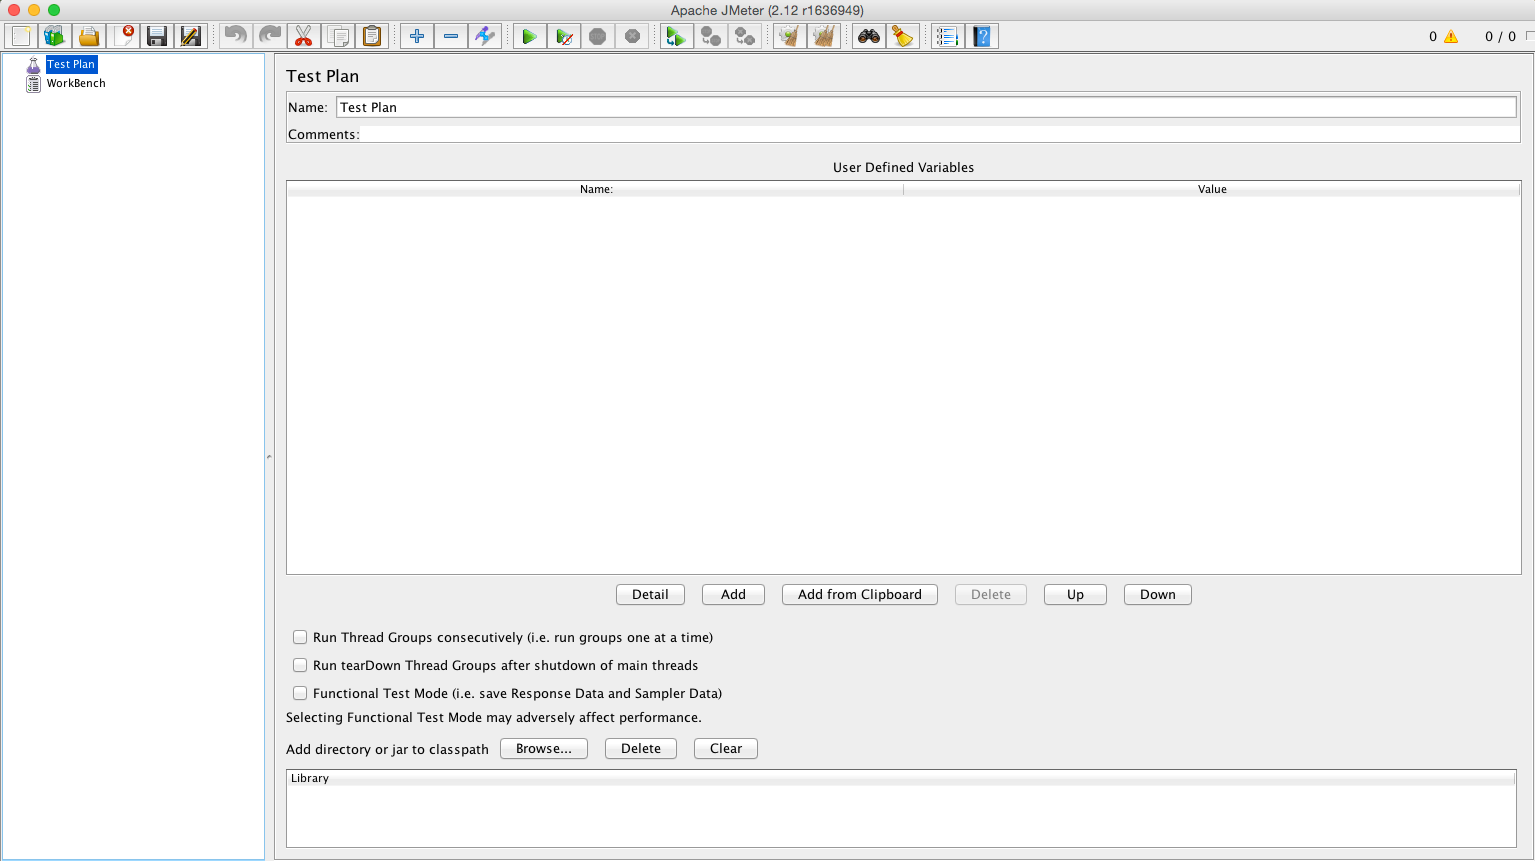 Apache JMeter (2.12 r1636949)
0 0 / 0
Test Plan
WorkBench
Test Plan
Name: Test Plan
Comments:
User Defined Variables
Name: Value
Detail Add Add from Clipboard Delete Up Down
Run Thread Groups consecutively (i.e. run groups one at a time)
Run tearDown Thread Groups after shutdown of main threads
Functional Test Mode (i.e. save Response Data and Sampler Data)
Selecting Functional Test Mode may adversely affect performance.
Add directory or jar to classpath Browse... Delete Clear
Library